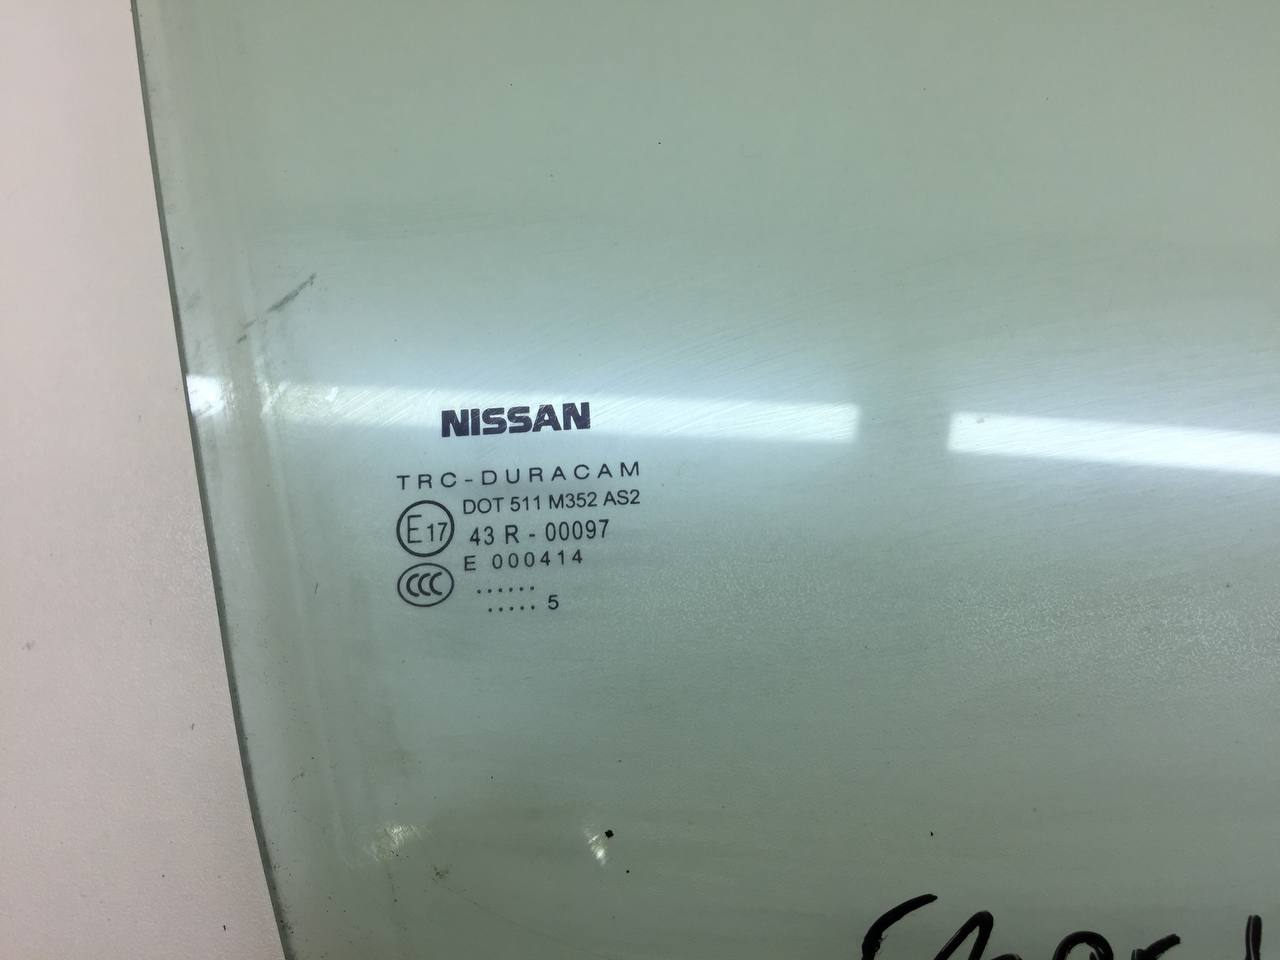 NISSAN
TRC-DURACAM
DOT 511 M352 AS2
E17
43 R - 00097
E 000414
CCC
......
..... 5